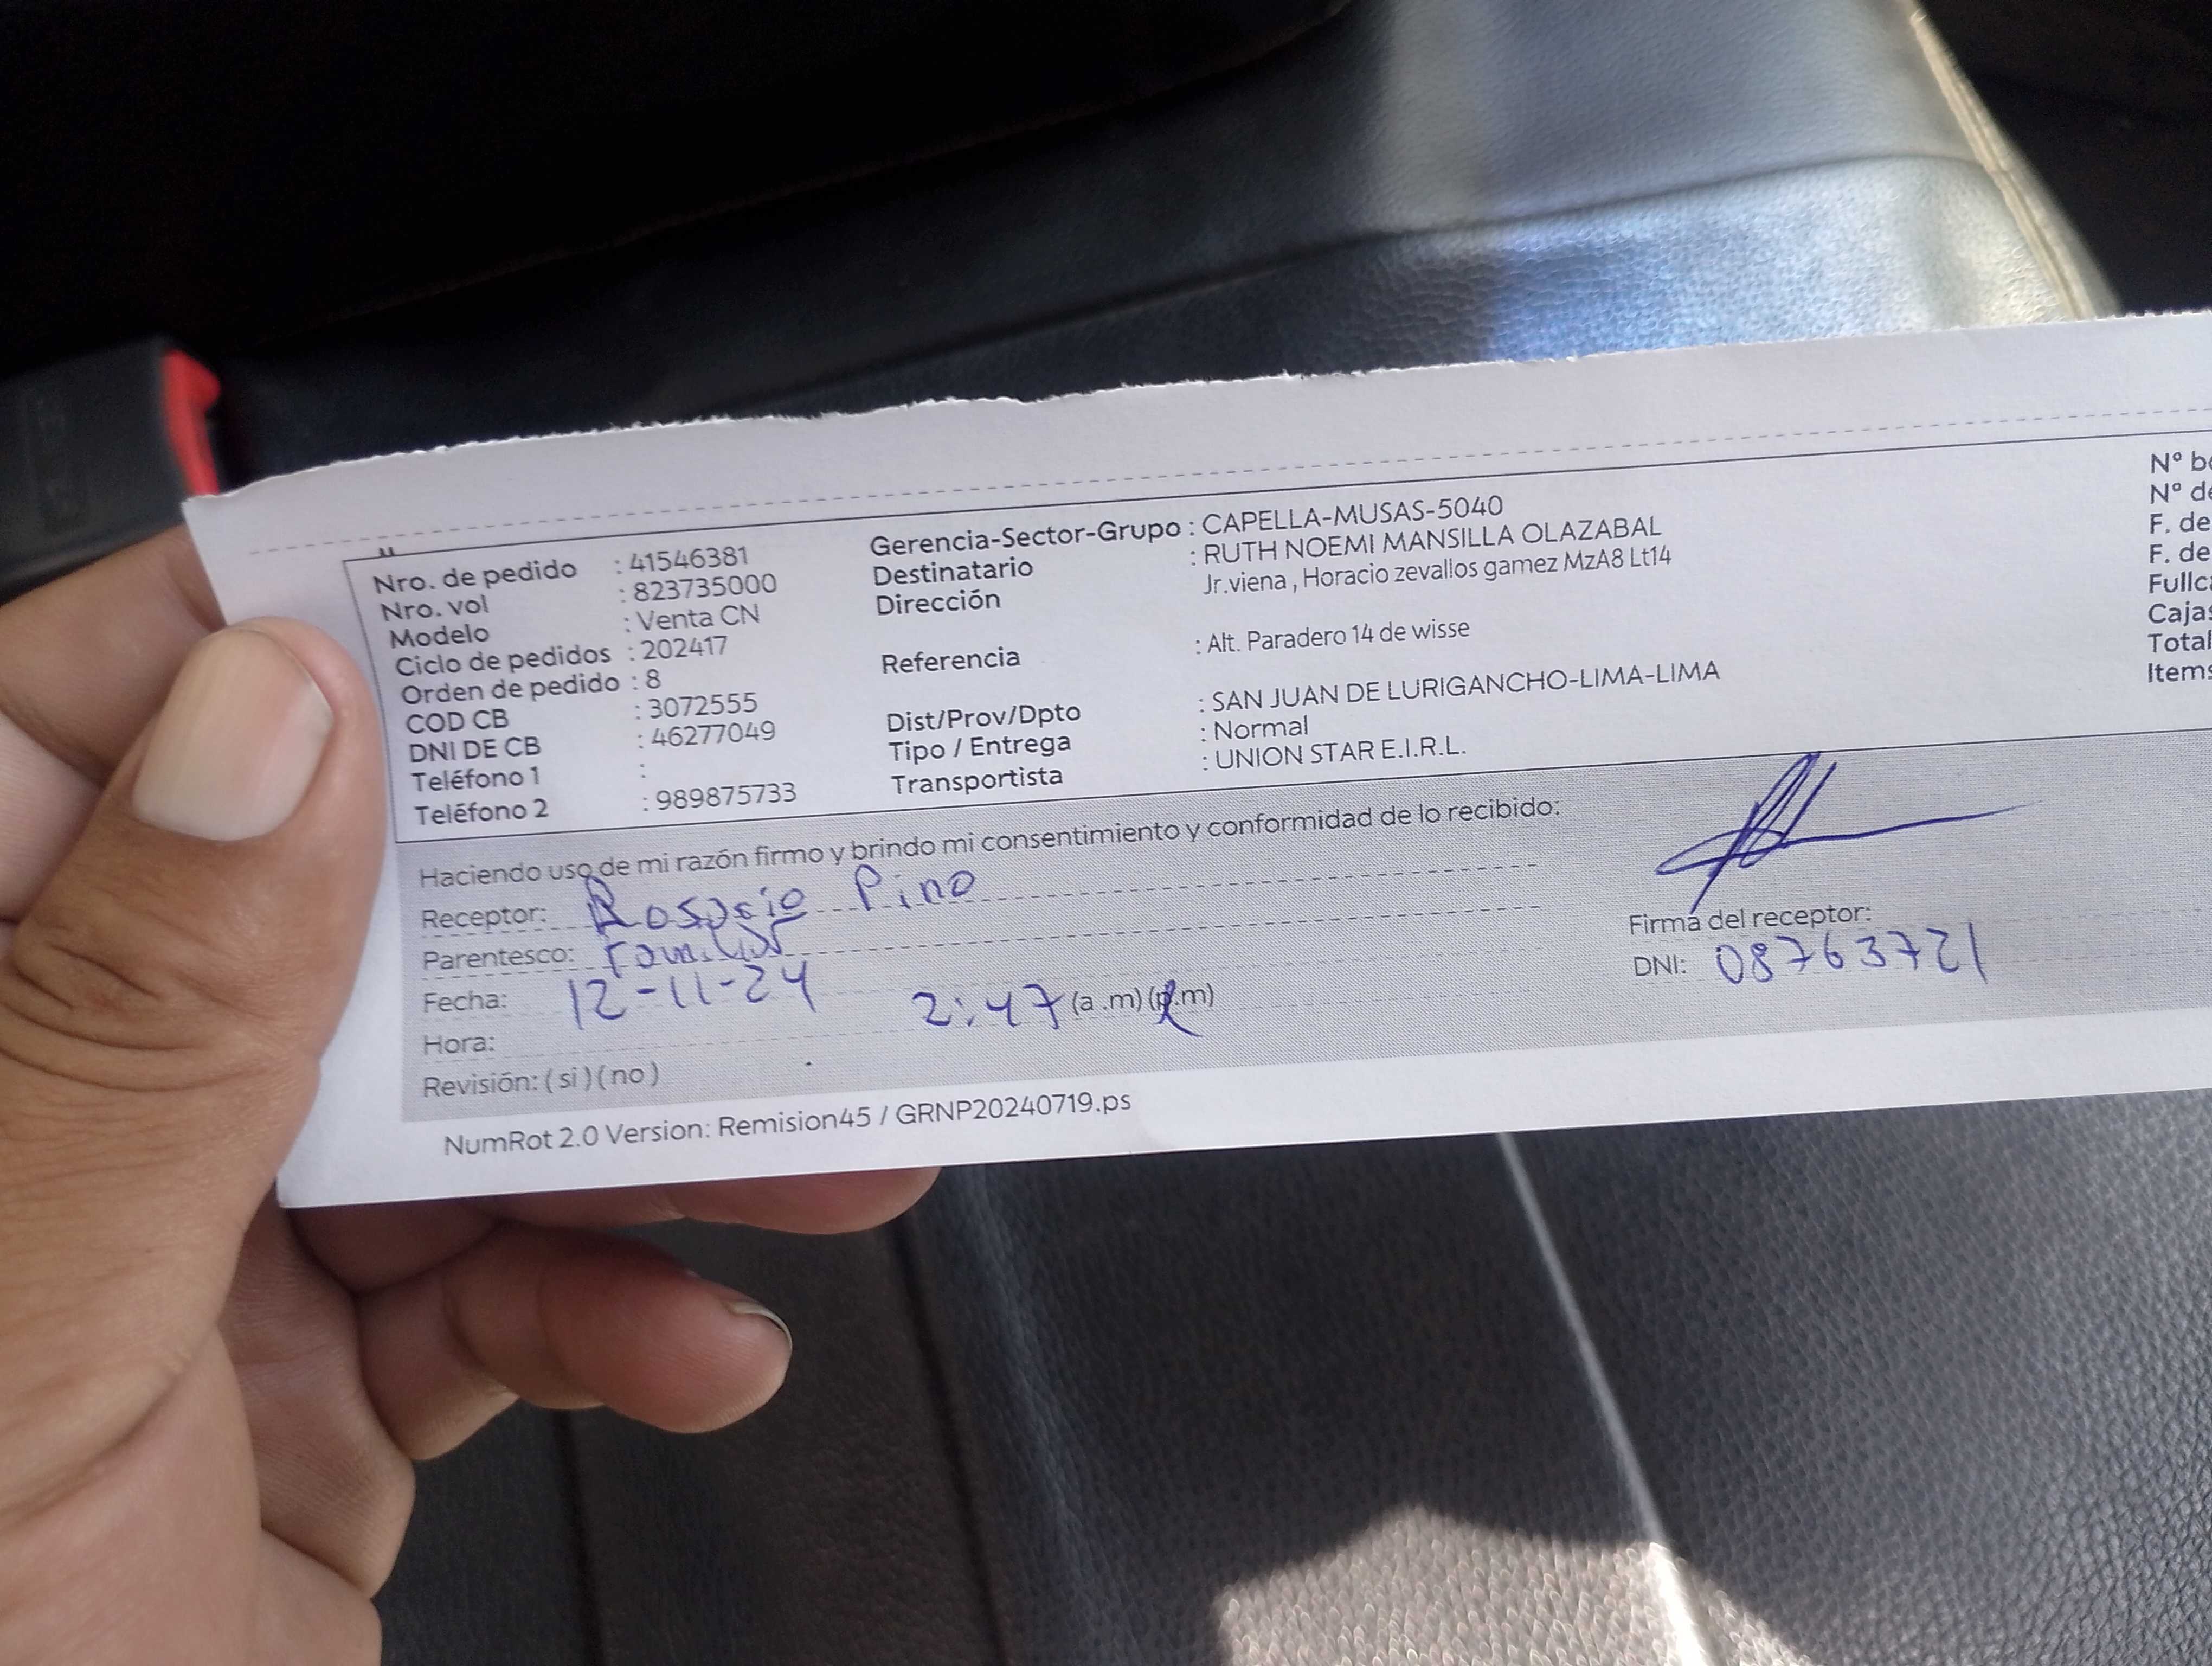 Nro. de pedido : 41546381
Nro. vol : 823735000
Modelo : Venta CN
Ciclo de pedidos : 202417
Orden de pedido : 8
COD CB : 3072555
DNI DE CB : 46277049
Teléfono 1 :
Teléfono 2 : 989875733
Gerencia-Sector-Grupo : CAPELLA-MUSAS-5040
Destinatario : RUTH NOEMI MANSILLA OLAZABAL
Dirección Jr.viena , Horacio zevallos gamez MzA8 Lt14
Referencia : Alt. Paradero 14 de wisse
Dist/Prov/Dpto : SAN JUAN DE LURIGANCHO-LIMA-LIMA
Tipo / Entrega : Normal
Transportista : UNION STAR E.I.R.L.
Nº
Nº
F. de
F. de
Total
Items
Haciendo uso de mi razón firmo y brindo mi consentimiento y conformidad de lo recibido:
Receptor: Pino
Parentesco: Familiar
Fecha: 12-11-24
Hora: 2:47 (a .m) (p.m)
Revisión: ( si ) ( no )
Firma del receptor:
DNI: 08763721
NumRot 2.0 Version: Remision45 / GRNP20240719.ps